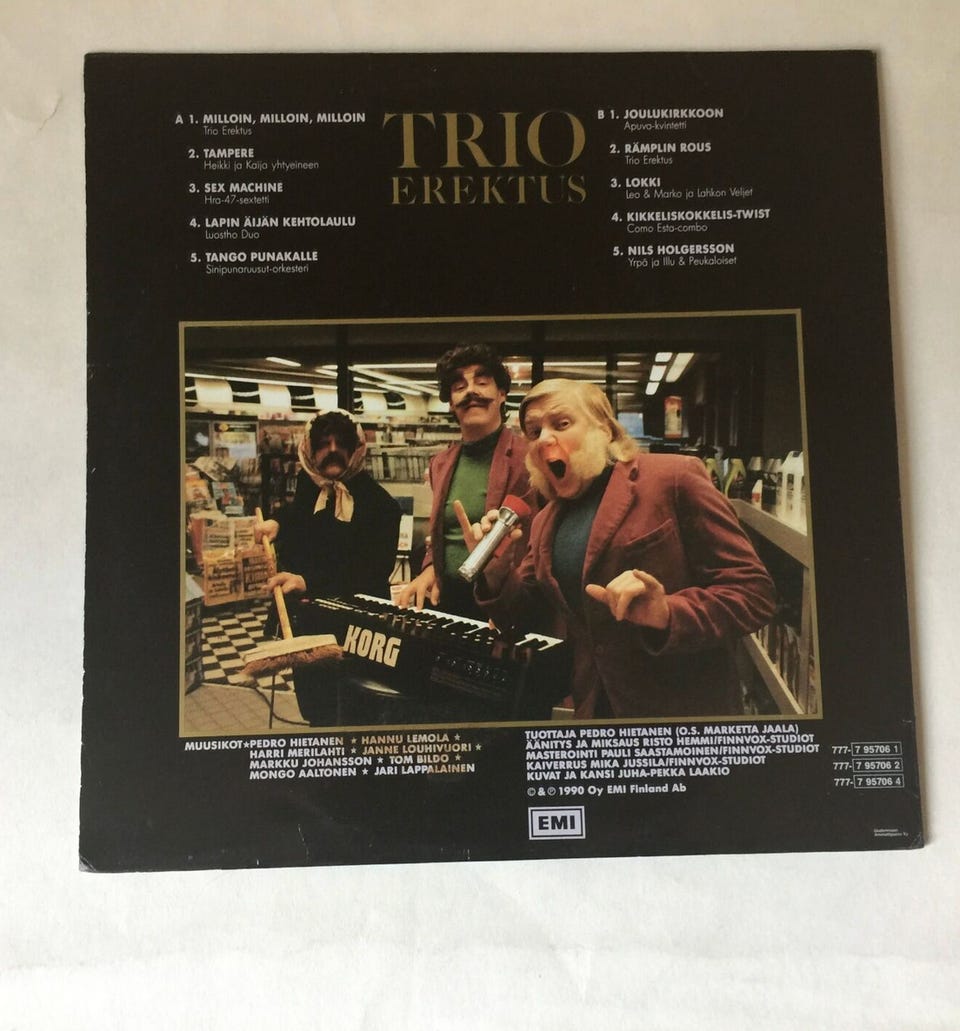 A 1. MILLOIN, MILLOIN, MILLOIN
Trio Erektus
2. TAMPERE
Heikki ja Kaija yhtyeineen
3. SEX MACHINE
Hra-47-sextetti
4. LAPIN ÄIJÄN KEHTOLAULU
Luostho Duo
5. TANGO PUNAKALLE
Sinipunaruusut-orkesteri
TRIO
EREKTUS
B 1. JOULUKIRKKOON
Apuva-kvintetti
2. RÄMPLIN ROUS
Trio Erektus
3. LOKKI
Leo & Marko ja Lahkon Veljet
4. KIKKELISKOKKELIS-TWIST
Como Esta-combo
5. NILS HOLGERSSON
Yrpä ja Illu & Peukaloiset
KORG
MUUSIKOT★PEDRO HIETANEN ★ HANNU LEMOLA ★
HARRI MERILAHTI ★ JANNE LOUHIVUORI ★
MARKKU JOHANSSON ★ TOM BILDO ★
MONGO AALTONEN ★ JARI LAPPALAINEN
TUOTTAJA PEDRO HIETANEN (O.S. MARKETTA JAALA)
ÄÄNITYS JA MIKSAUS RISTO HEMMI/FINNVOX-STUDIOT
MASTEROINTI PAULI SAASTAMOINEN/FINNVOX-STUDIOT
KAIVERRUS MIKA JUSSILA/FINNVOX-STUDIOT
KUVAT JA KANSI JUHA-PEKKA LAAKIO
© & ℗ 1990 Oy EMI Finland Ab
EMI
777-7 95706 1
777-7 95706 2
777-7 95706 4